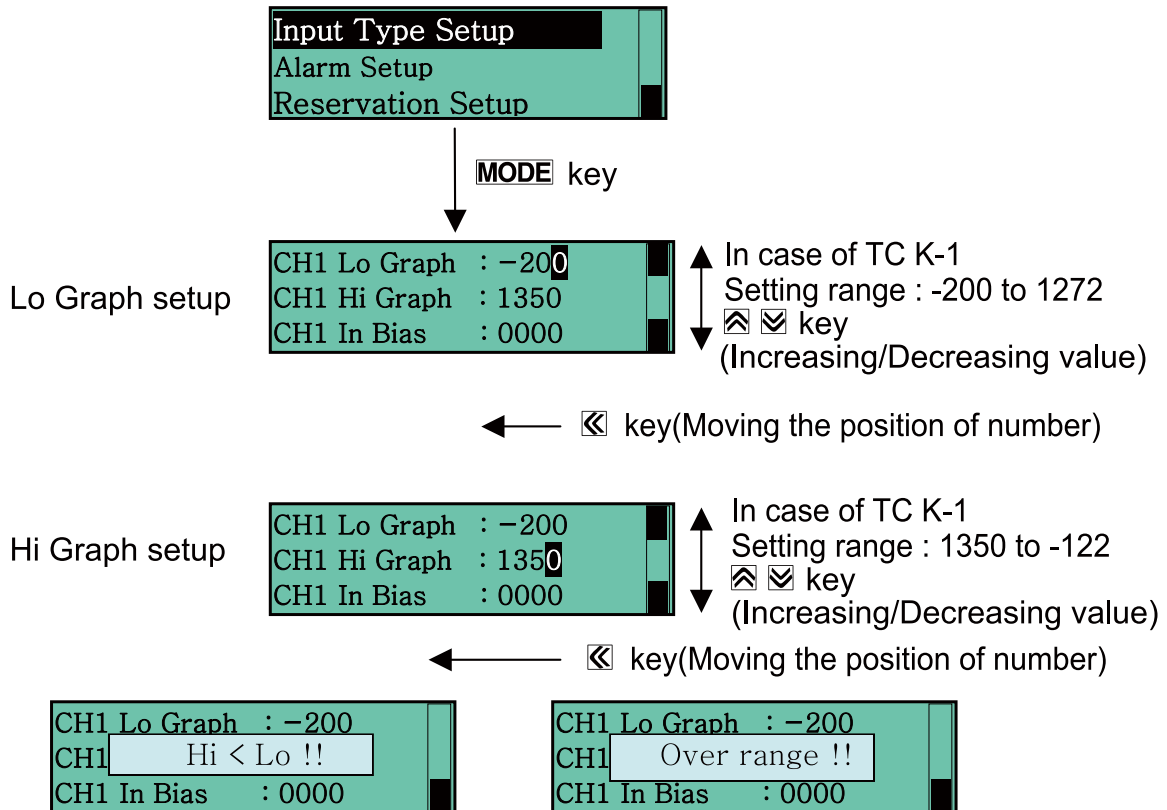 Input Type Setup
Alarm Setup
Reservation Setup
MODE key
Lo Graph setup
CH1 Lo Graph : -200
CH1 Hi Graph : 1350
CH1 In Bias : 0000
In case of TC K-1
Setting range : -200 to 1272
key
(Increasing/Decreasing value)
key(Moving the position of number)
Hi Graph setup
CH1 Lo Graph : -200
CH1 Hi Graph : 1350
CH1 In Bias : 0000
In case of TC K-1
Setting range : 1350 to -122
key
(Increasing/Decreasing value)
key(Moving the position of number)
CH1 Lo Graph : -200
CH1
Hi < Lo !!
CH1 In Bias : 0000
CH1 Lo Graph : -200
CH1
Over range !!
CH1 In Bias : 0000